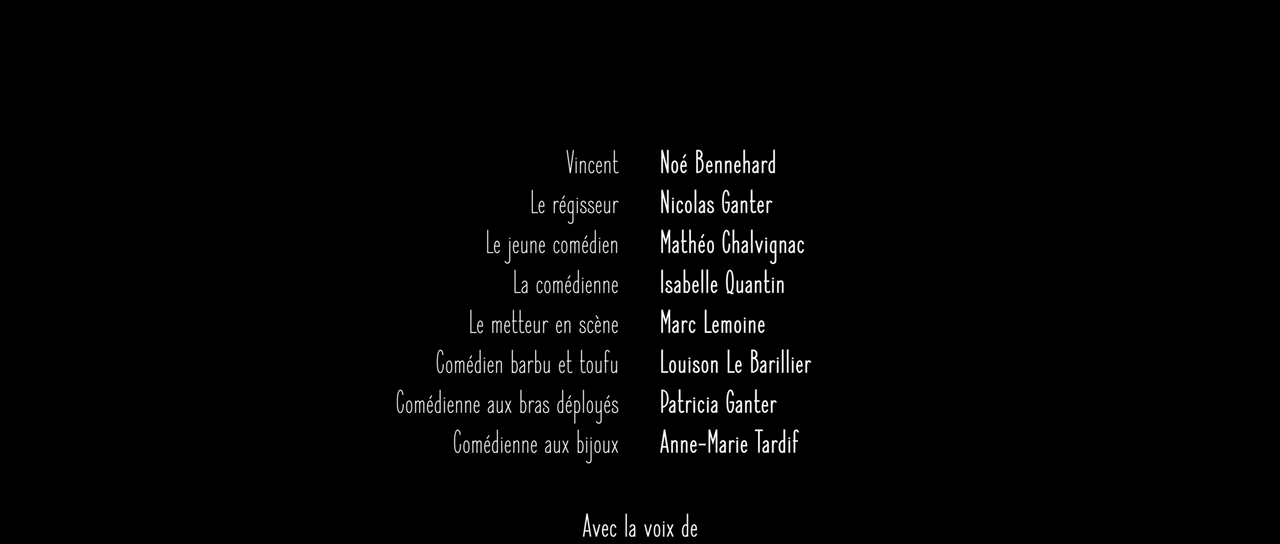 Vincent Noé Bennehard
Le régisseur Nicolas Ganter
Le jeune comédien Mathéo Chalvignac
La comédienne Isabelle Quantin
Le metteur en scène Marc Lemoine
Comédien barbu et toufu Louison Le Barillier
Comédienne aux bras déployés Patricia Ganter
Comédienne aux bijoux Anne-Marie Tardif
Avec la voix de